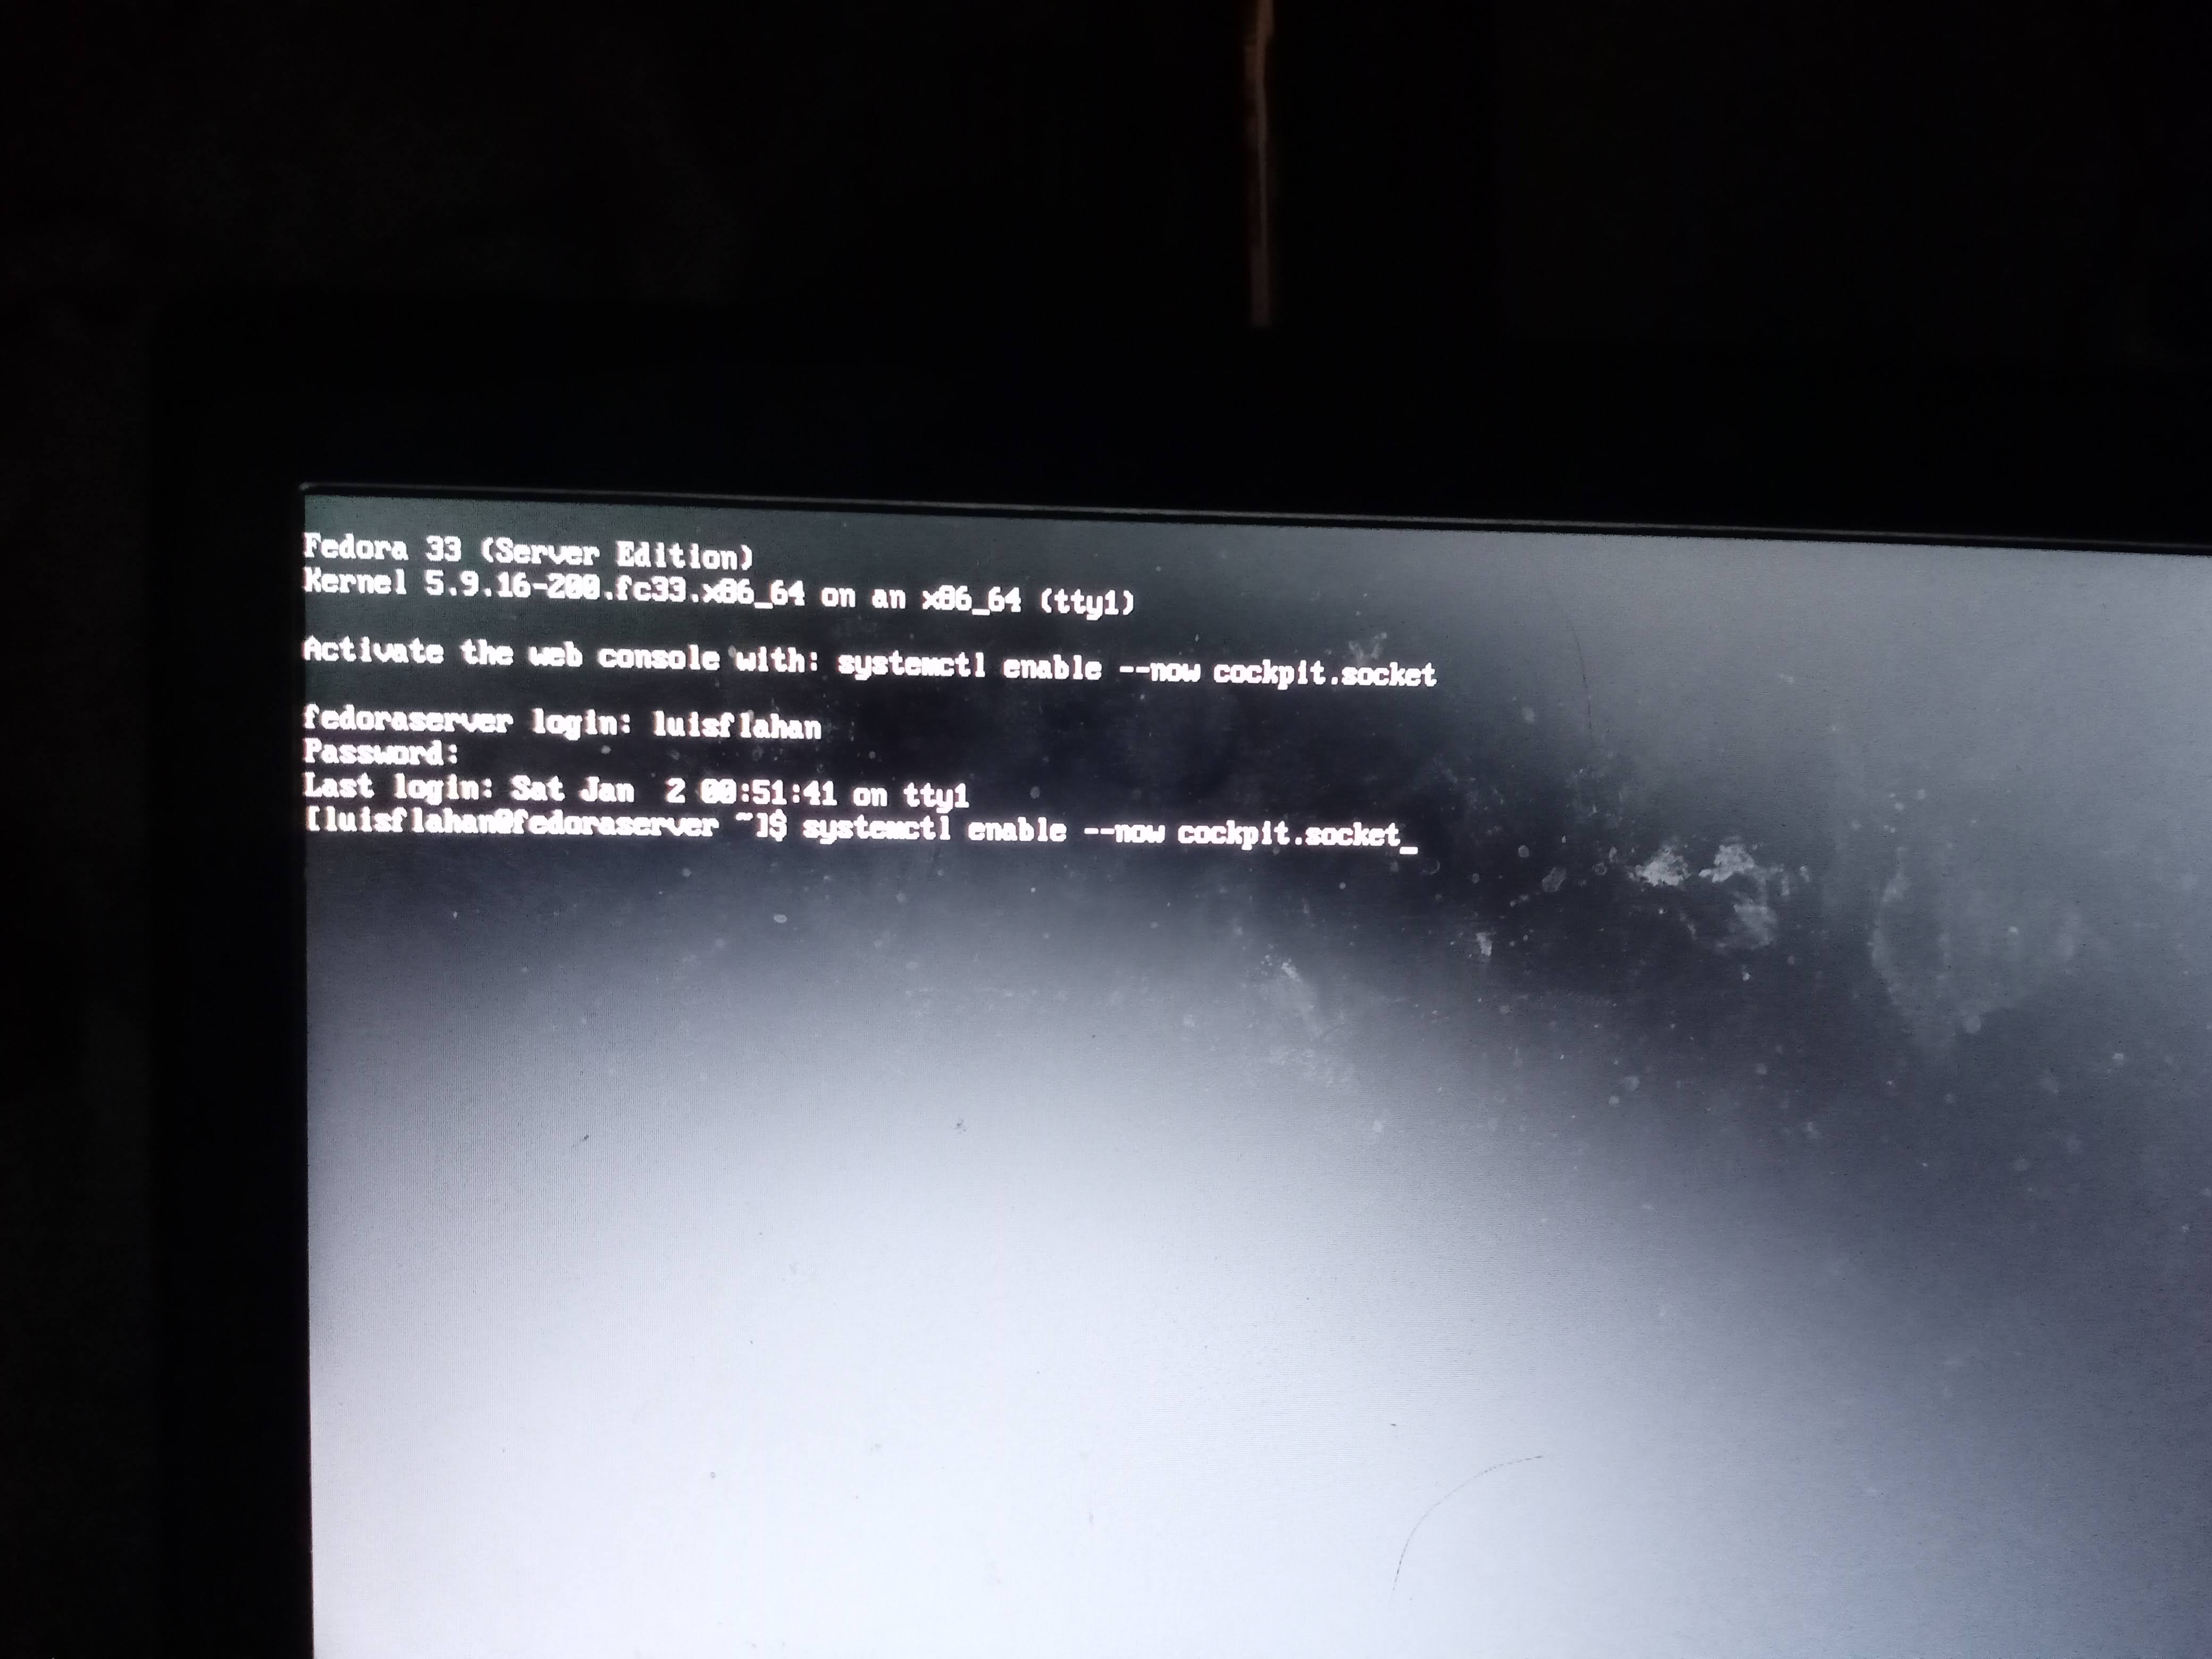 Fedora 33 (Server Edition)
Kernel 5.9.16-200.fc33.x86_64 on an x86_64 (tty1)
Activate the web console with: systemctl enable --now cockpit.socket
fedoraserver login: luisflahan
Password:
Last login: Sat Jan  2 00:51:41 on tty1
[luisflahan@fedoraserver ~]$ systemctl enable --now cockpit.socket_